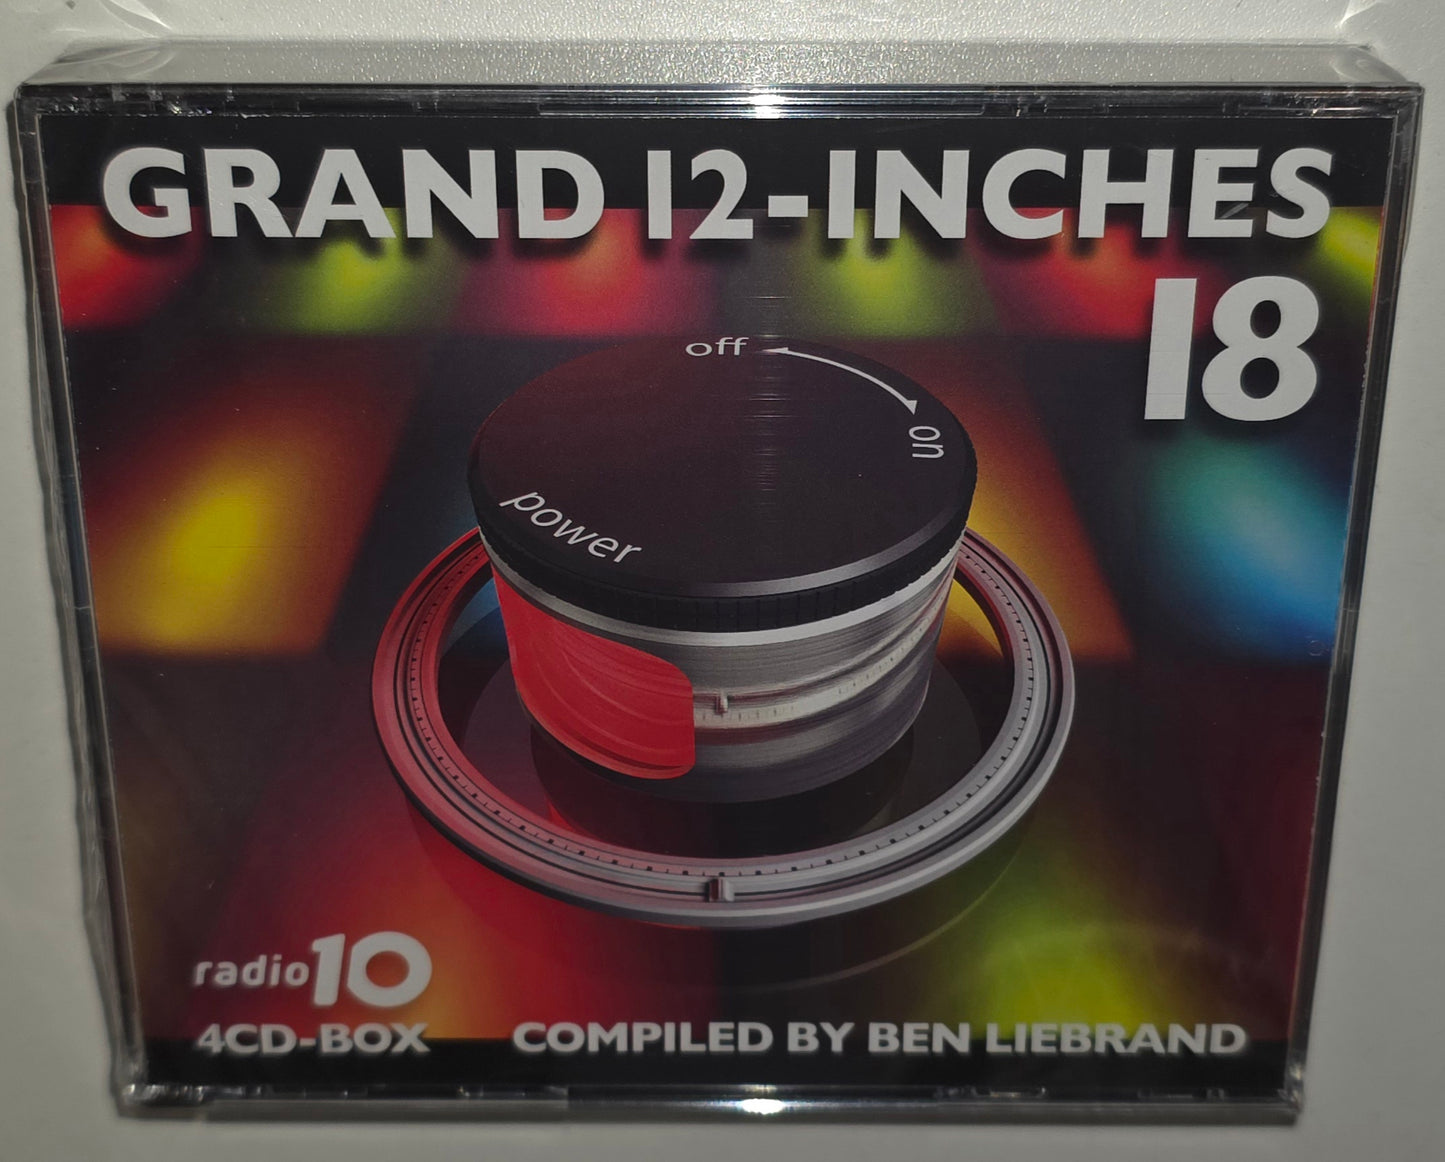 GRAND 12-INCHES
18
off
on
power
radio10
4CD-BOX
COMPILED BY BEN LIEBRAND